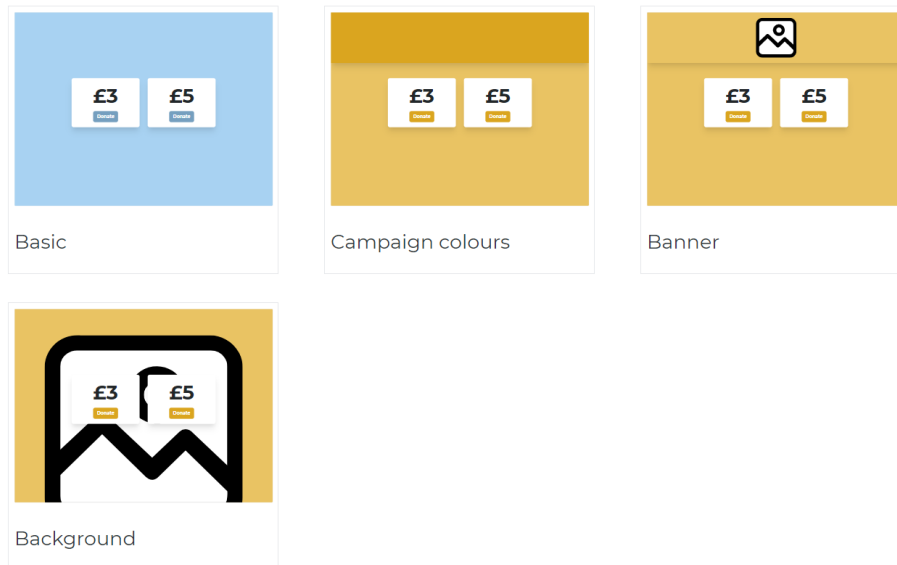 £3 £5
Donate Donate
Basic
£3 £5
Donate Donate
Campaign colours
£3 £5
Donate Donate
Banner
£3 £5
Donate Donate
Background